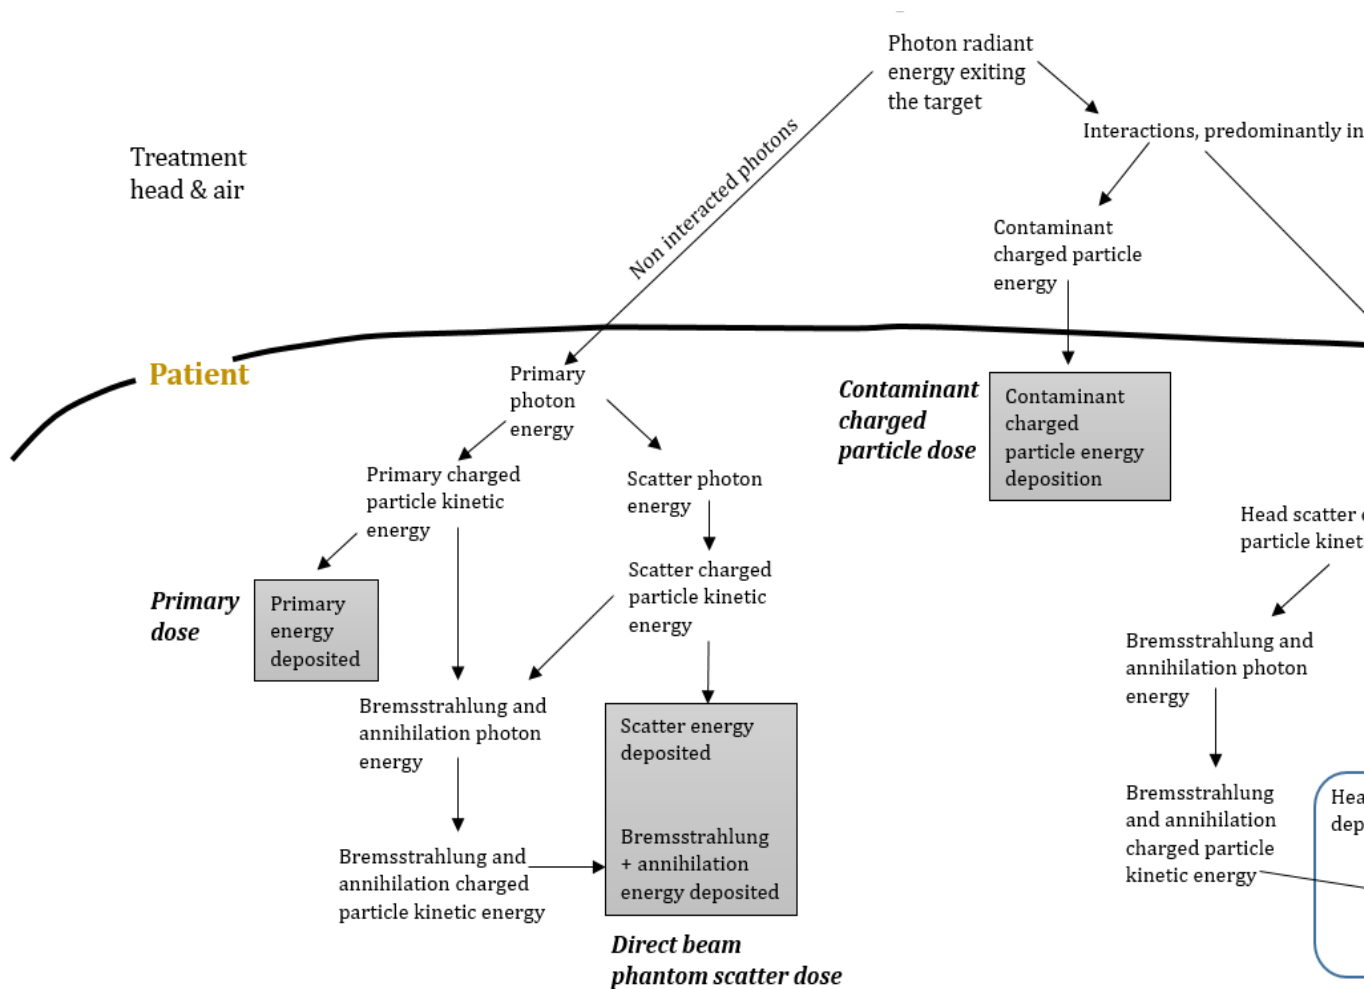 Photon radiant
energy exiting
the target
Interactions, predominantly in
Treatment
head & air
Non interacted photons
Contaminant
charged particle
energy
Patient
Primary
photon
energy
Contaminant
charged
particle dose
Contaminant
charged
particle energy
deposition
Primary charged
particle kinetic
energy
Scatter photon
energy
Head scatter
particle
Primary
dose
Primary
energy
deposited
Scatter charged
particle kinetic
energy
Bremsstrahlung and
annihilation photon
energy
Bremsstrahlung and
annihilation photon
energy
Scatter energy
deposited
Bremsstrahlung
+ annihilation
energy deposited
Bremsstrahlung
and annihilation
charged particle
kinetic energy
Bremsstrahlung and
annihilation charged
particle kinetic energy
Direct beam
phantom scatter dose